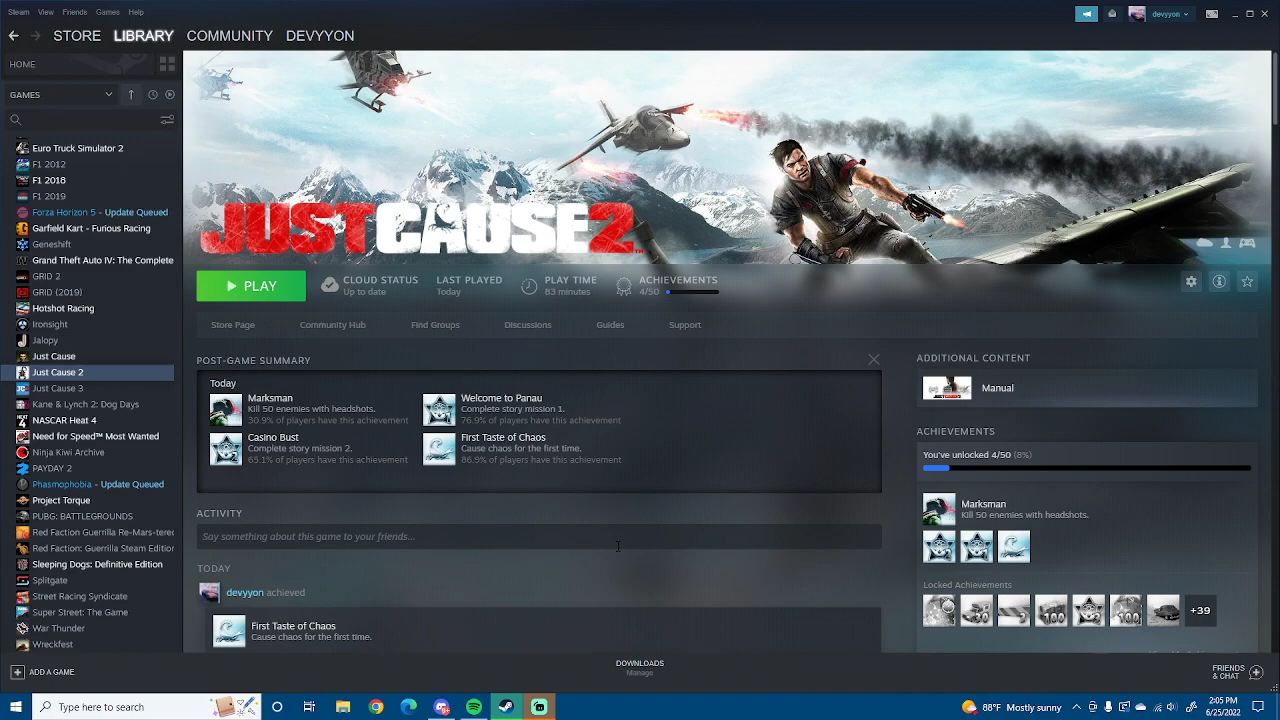 Steam View Friends Games Help
devyyon
STORE LIBRARY COMMUNITY DEVYYON
HOME
GAMES
Euro Truck Simulator 2
F1 2012
F1 2018
F1 2019
Forza Horizon 5 - Update Queued
Garfield Kart - Furious Racing
Geneshift
Grand Theft Auto IV: The Complete
GRID 2
GRID (2019)
Hotshot Racing
Ironsight
Jalopy
Just Cause
Just Cause 2
Just Cause 3
Kane & Lynch 2: Dog Days
NASCAR Heat 4
Need for Speed™ Most Wanted
Ninja Kiwi Archive
PAYDAY 2
Phasmophobia - Update Queued
Project Torque
PUBG: BATTLEGROUNDS
Red Faction Guerrilla Re-Mars-tered
Red Faction: Guerrilla Steam Edition
Sleeping Dogs: Definitive Edition
Splitgate
Street Racing Syndicate
Super Street: The Game
War Thunder
Wreckfest
JUST CAUSE 2™
PLAY
CLOUD STATUS
Up to date
LAST PLAYED
Today
PLAY TIME
83 minutes
ACHIEVEMENTS
4/50
Store Page Community Hub Find Groups Discussions Guides Support
POST-GAME SUMMARY
Today
Marksman
Kill 50 enemies with headshots.
30.9% of players have this achievement
Welcome to Panau
Complete story mission 1.
76.9% of players have this achievement
Casino Bust
Complete story mission 2.
65.1% of players have this achievement
First Taste of Chaos
Cause chaos for the first time.
86.9% of players have this achievement
ACTIVITY
Say something about this game to your friends...
TODAY
devyyon achieved
First Taste of Chaos
Cause chaos for the first time.
ADDITIONAL CONTENT
Manual
ACHIEVEMENTS
You've unlocked 4/50 (8%)
Marksman
Kill 50 enemies with headshots.
Locked Achievements
+39
ADD A GAME
DOWNLOADS
Manage
FRIENDS
& CHAT
Type here to search
88°F Mostly sunny
2:05 PM
6/25/2022